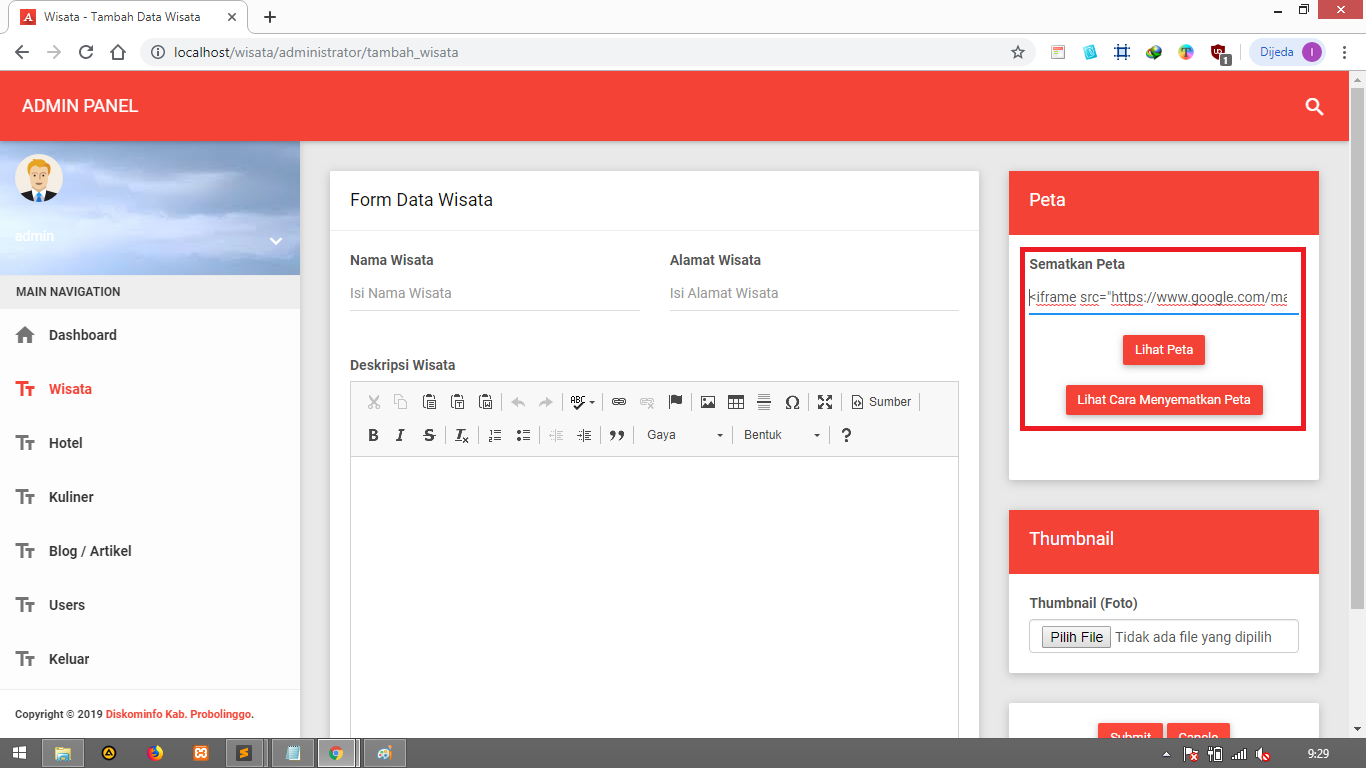 Wisata - Tambah Data Wisata
localhost/wisata/administrator/tambah_wisata
1
Dijeda
I
ADMIN PANEL
admin
MAIN NAVIGATION
Dashboard
Wisata
Hotel
Kuliner
Blog / Artikel
Users
Keluar
Copyright © 2019 Diskominfo Kab. Probolinggo.
Form Data Wisata
Nama Wisata
Alamat Wisata
Isi Nama Wisata
Isi Alamat Wisata
Deskripsi Wisata
ABC
Sumber
B I S Tx
Gaya
Bentuk
?
Peta
Sematkan Peta
<iframe src="https://www.google.com/ma
Lihat Peta
Lihat Cara Menyematkan Peta
Thumbnail
Thumbnail (Foto)
Pilih File Tidak ada file yang dipilih
Submit Cancle
9:29